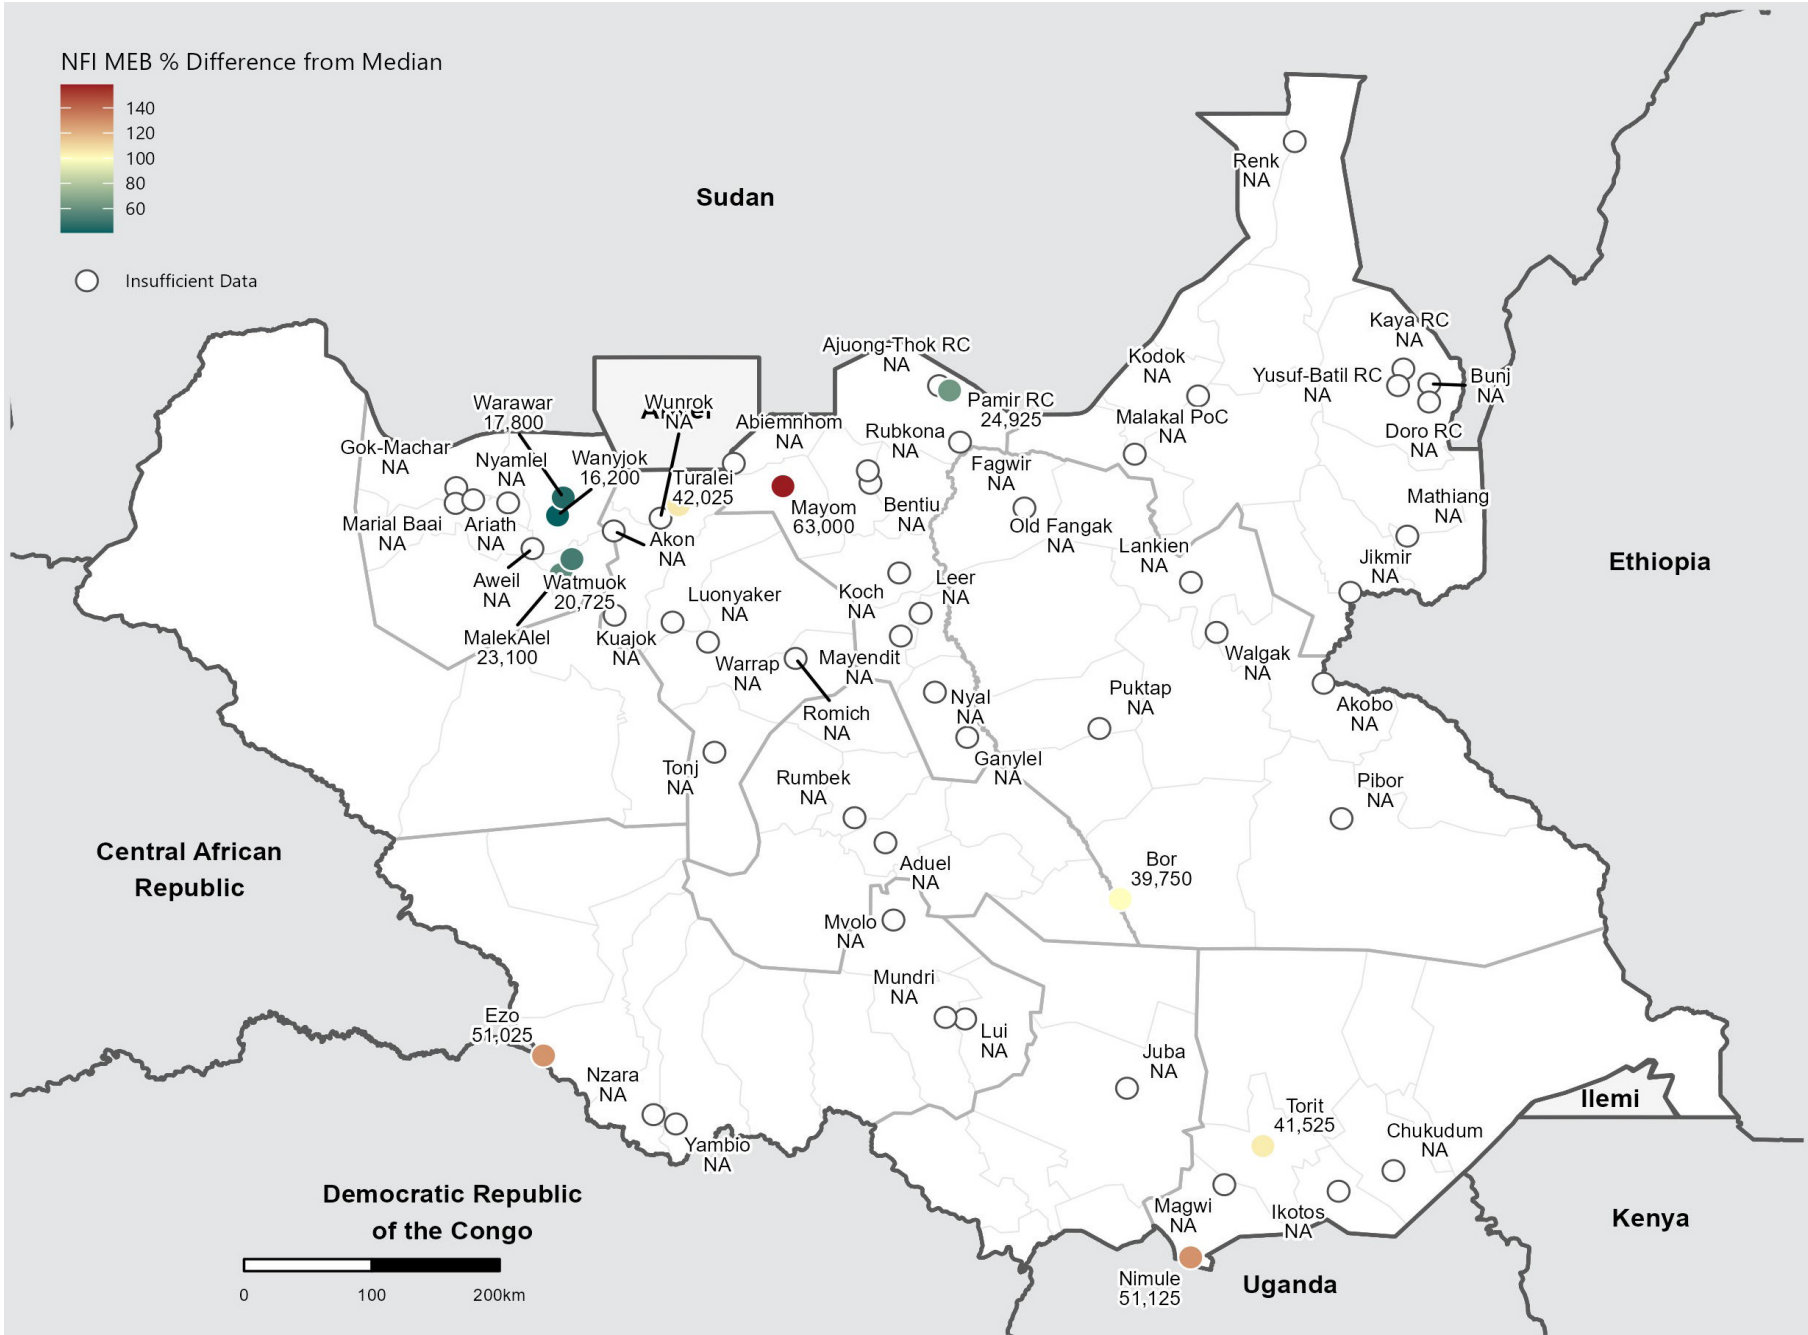 NFI MEB % Difference from Median
140
120
100
80
60
Insufficient Data
Sudan
Renk
NA
Kaya RC
NA
Ajuong-Thok RC
NA
Kodok
NA
Yusuf-Batil RC
NA
Bunj
NA
Pamir RC
24,925
Malakal PoC
NA
Doro RC
NA
Warawar
17,800
Wunrok
NA
Abiemnhom
NA
Rubkona
NA
Gok-Machar
NA
Nyamlel
NA
Wanyjok
16,200
Turalei
42,025
Fagwir
NA
Mathiang
NA
Marial Baai
NA
Ariath
NA
Mayom
63,000
Bentiu
NA
Old Fangak
NA
Akon
NA
Lankien
NA
Jikmir
NA
Ethiopia
Aweil
NA
Watmuok
20,725
Luonyaker
NA
Koch
NA
Leer
NA
MalekAlel
23,100
Kuajok
NA
Warrap
NA
Mayendit
NA
Walgak
NA
Romich
NA
Nyal
NA
Puktap
NA
Akobo
NA
Tonj
NA
Rumbek
NA
Ganylel
NA
Pibor
NA
Central African
Republic
Aduel
NA
Bor
39,750
Mvolo
NA
Mundri
NA
Ezo
51,025
Lui
NA
Nzara
NA
Juba
NA
Yambio
NA
Torit
41,525
Ilemi
Chukudum
NA
Democratic Republic
of the Congo
Magwi
NA
Ikotos
NA
Kenya
Nimule
51,125
Uganda
0 100 200km